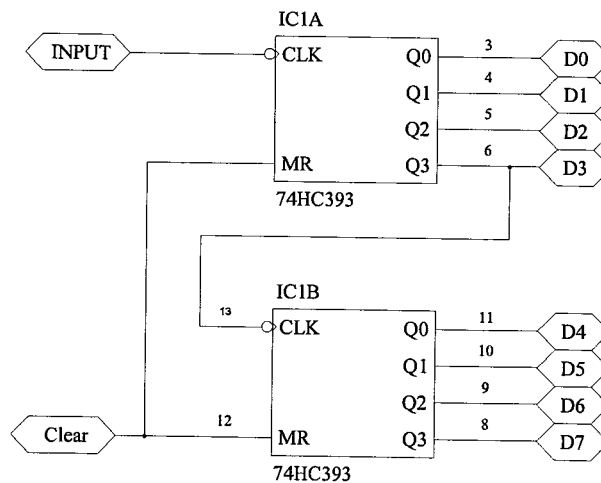 IC1A
INPUT
CLK
Q0
3
D0
Q1
4
D1
Q2
5
D2
MR
Q3
6
D3
74HC393
IC1B
13
CLK
Q0
11
D4
Q1
10
D5
Q2
9
D6
Clear
12
MR
Q3
8
D7
74HC393